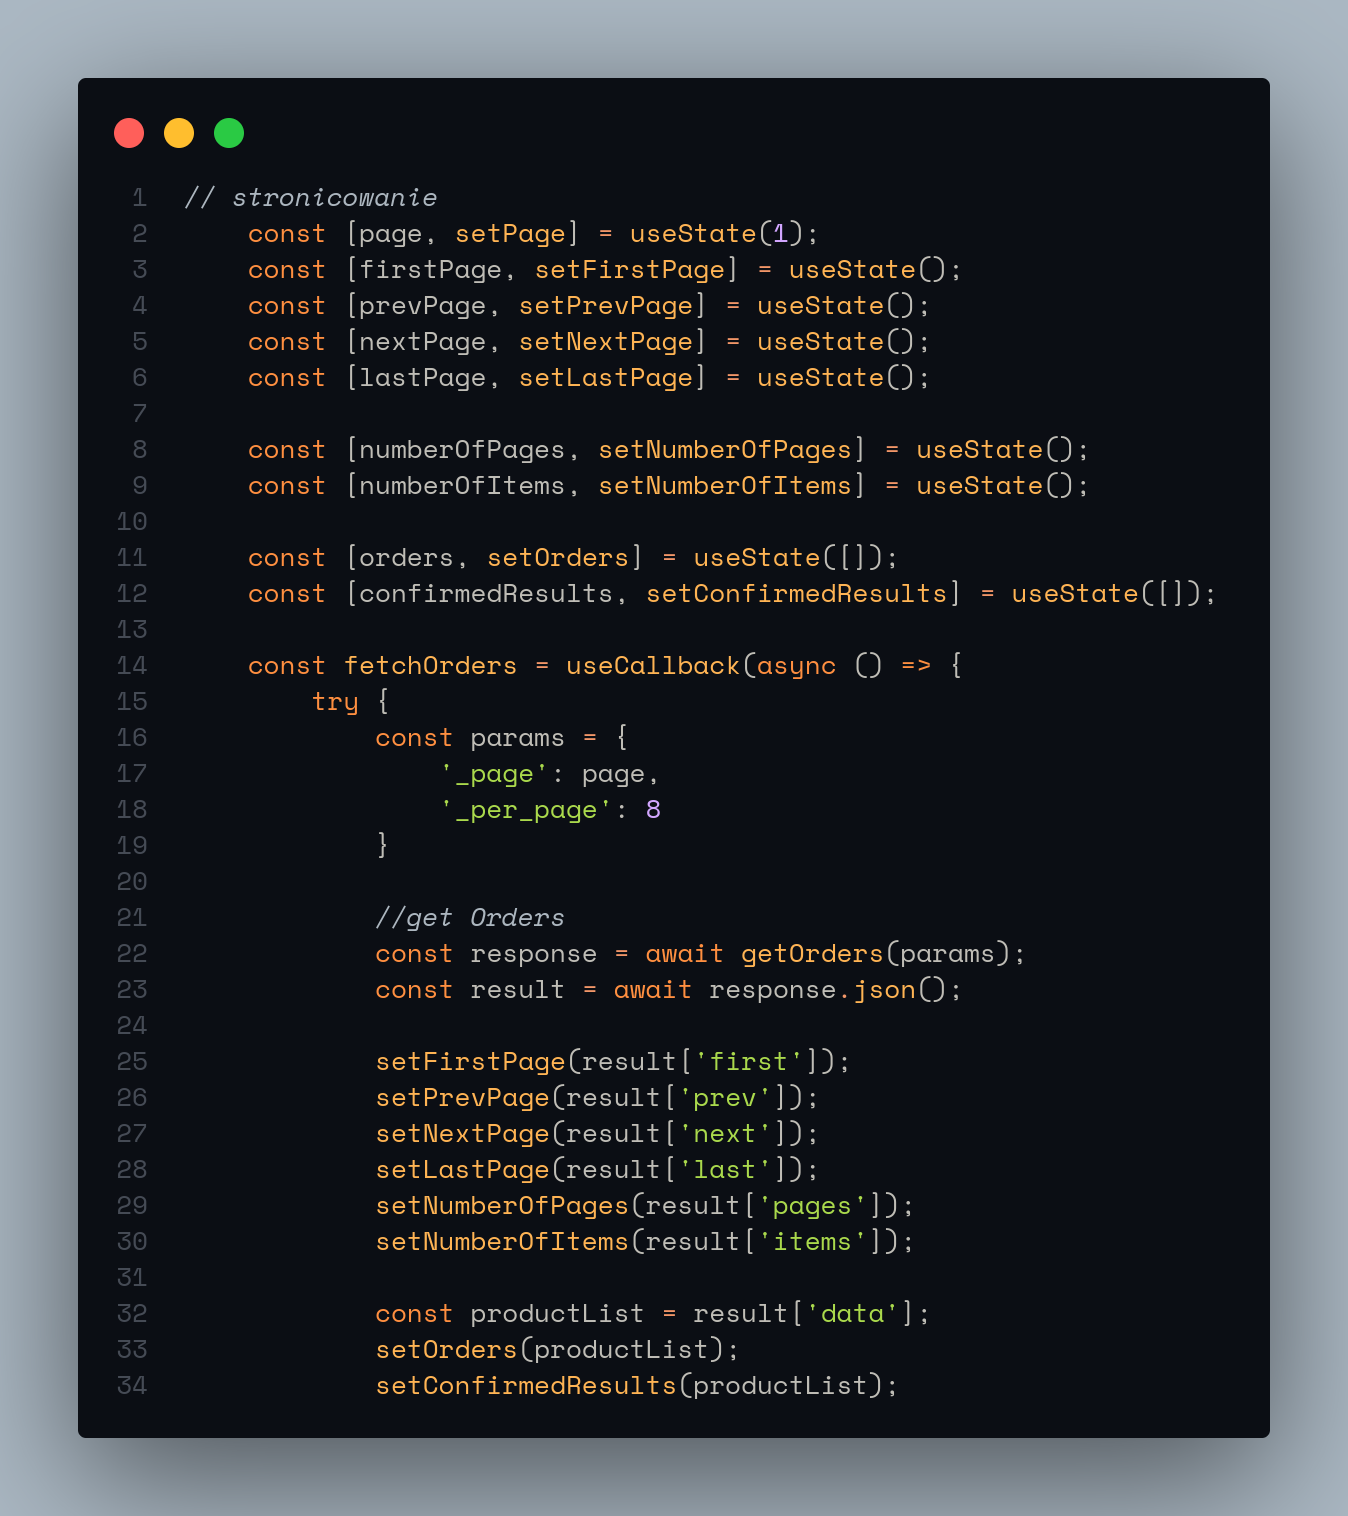 1 // stronicowanie
2     const [page, setPage] = useState(1);
3     const [firstPage, setFirstPage] = useState();
4     const [prevPage, setPrevPage] = useState();
5     const [nextPage, setNextPage] = useState();
6     const [lastPage, setLastPage] = useState();
7
8     const [numberOfPages, setNumberOfPages] = useState();
9     const [numberOfItems, setNumberOfItems] = useState();
10
11     const [orders, setOrders] = useState([]);
12     const [confirmedResults, setConfirmedResults] = useState([]);
13
14     const fetchOrders = useCallback(async () => {
15         try {
16             const params = {
17                 '_page': page,
18                 '_per_page': 8
19             }
20
21             //get Orders
22             const response = await getOrders(params);
23             const result = await response.json();
24
25             setFirstPage(result['first']);
26             setPrevPage(result['prev']);
27             setNextPage(result['next']);
28             setLastPage(result['last']);
29             setNumberOfPages(result['pages']);
30             setNumberOfItems(result['items']);
31
32             const productList = result['data'];
33             setOrders(productList);
34             setConfirmedResults(productList);